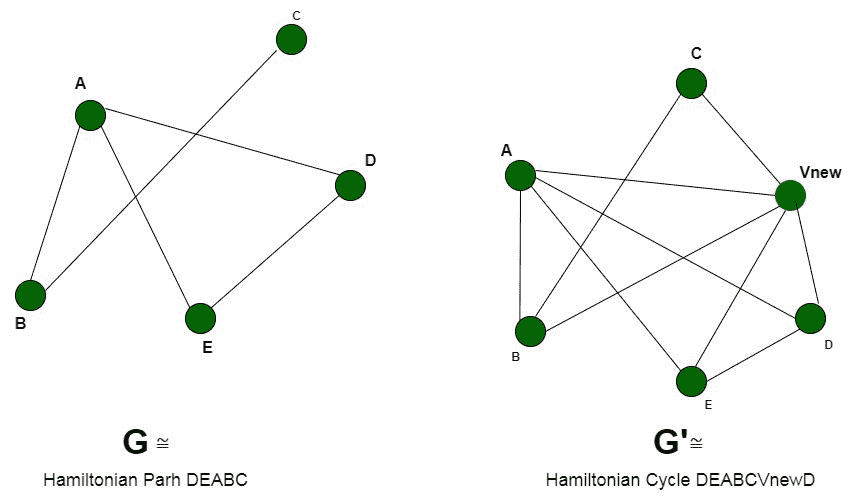 C
A
D
B
E
G ≅
Hamiltonian Parh DEABC
C
A
Vnew
B
D
E
G'≅
Hamiltonian Cycle DEABCVnewD